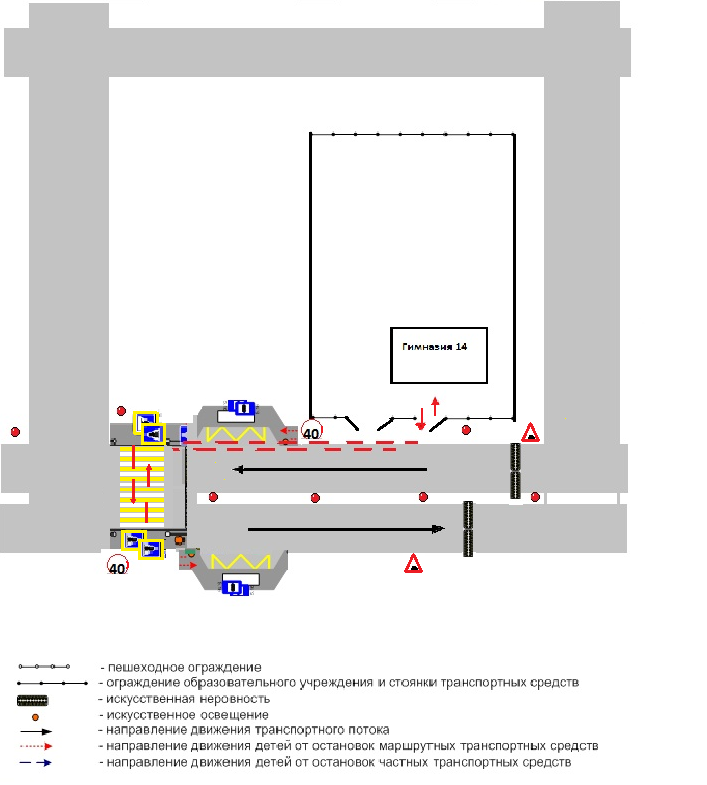 Гимназия 14
40
40
- пешеходное ограждение
- ограждение образовательного учреждения и стоянки транспортных средств
- искусственная неровность
- искусственное освещение
- направление движения транспортного потока
- направление движения детей от остановок маршрутных транспортных средств
- направление движения детей от остановок частных транспортных средств